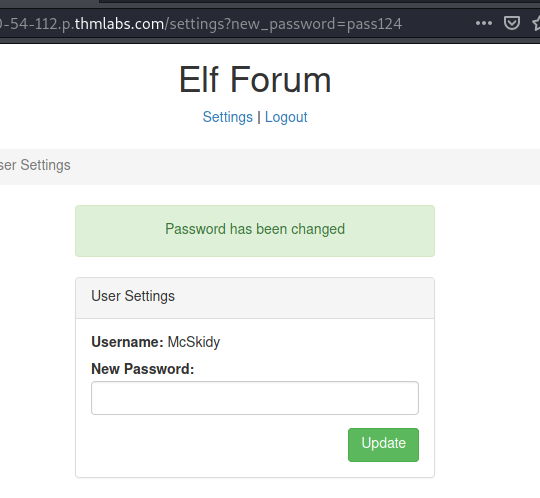 0-54-112.p.thmlabs.com/settings?new_password=pass124
Elf Forum
Settings | Logout
ser Settings
Password has been changed
User Settings
Username: McSkidy
New Password:
Update